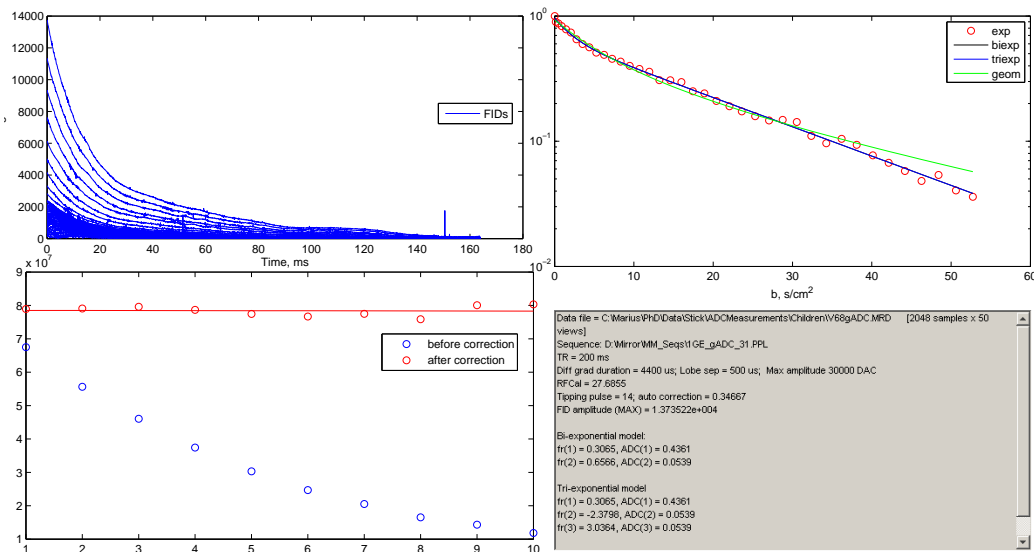 14000
12000
10000
8000
6000
4000
2000
0
FIDs
0 20 40 60 80 100 120 140 160 180
Time, ms
10^0
10^-1
10^-2
exp
biexp
triexp
geom
0 10 20 30 40 50 60
b, s/cm^2
x 10^7
9
8
7
6
5
4
3
2
1
before correction
after correction
1 2 3 4 5 6 7 8 9 10
Data file = C:\Marius\PhD\Data\Stick\ADCMeasurements\Children\V68gADC.MRD [2048 samples x 50
views]
Sequence: D:\Mirror\MM_Seqs\1GE_gADC_31.PPL
TR = 200 ms
Diff grad duration = 4400 us; Lobe sep = 500 us; Max amplitude 30000 DAC
RFCal = 27.6855
Tipping pulse = 14; auto correction = 0.34667
FID amplitude (MAX) = 1.373522e+004
Bi-exponential model:
fr(1) = 0.3065, ADC(1) = 0.4361
fr(2) = 0.6566, ADC(2) = 0.0539
Tri-exponential model
fr(1) = 0.3065, ADC(1) = 0.4361
fr(2) = -2.3798, ADC(2) = 0.0539
fr(3) = 3.0364, ADC(3) = 0.0539